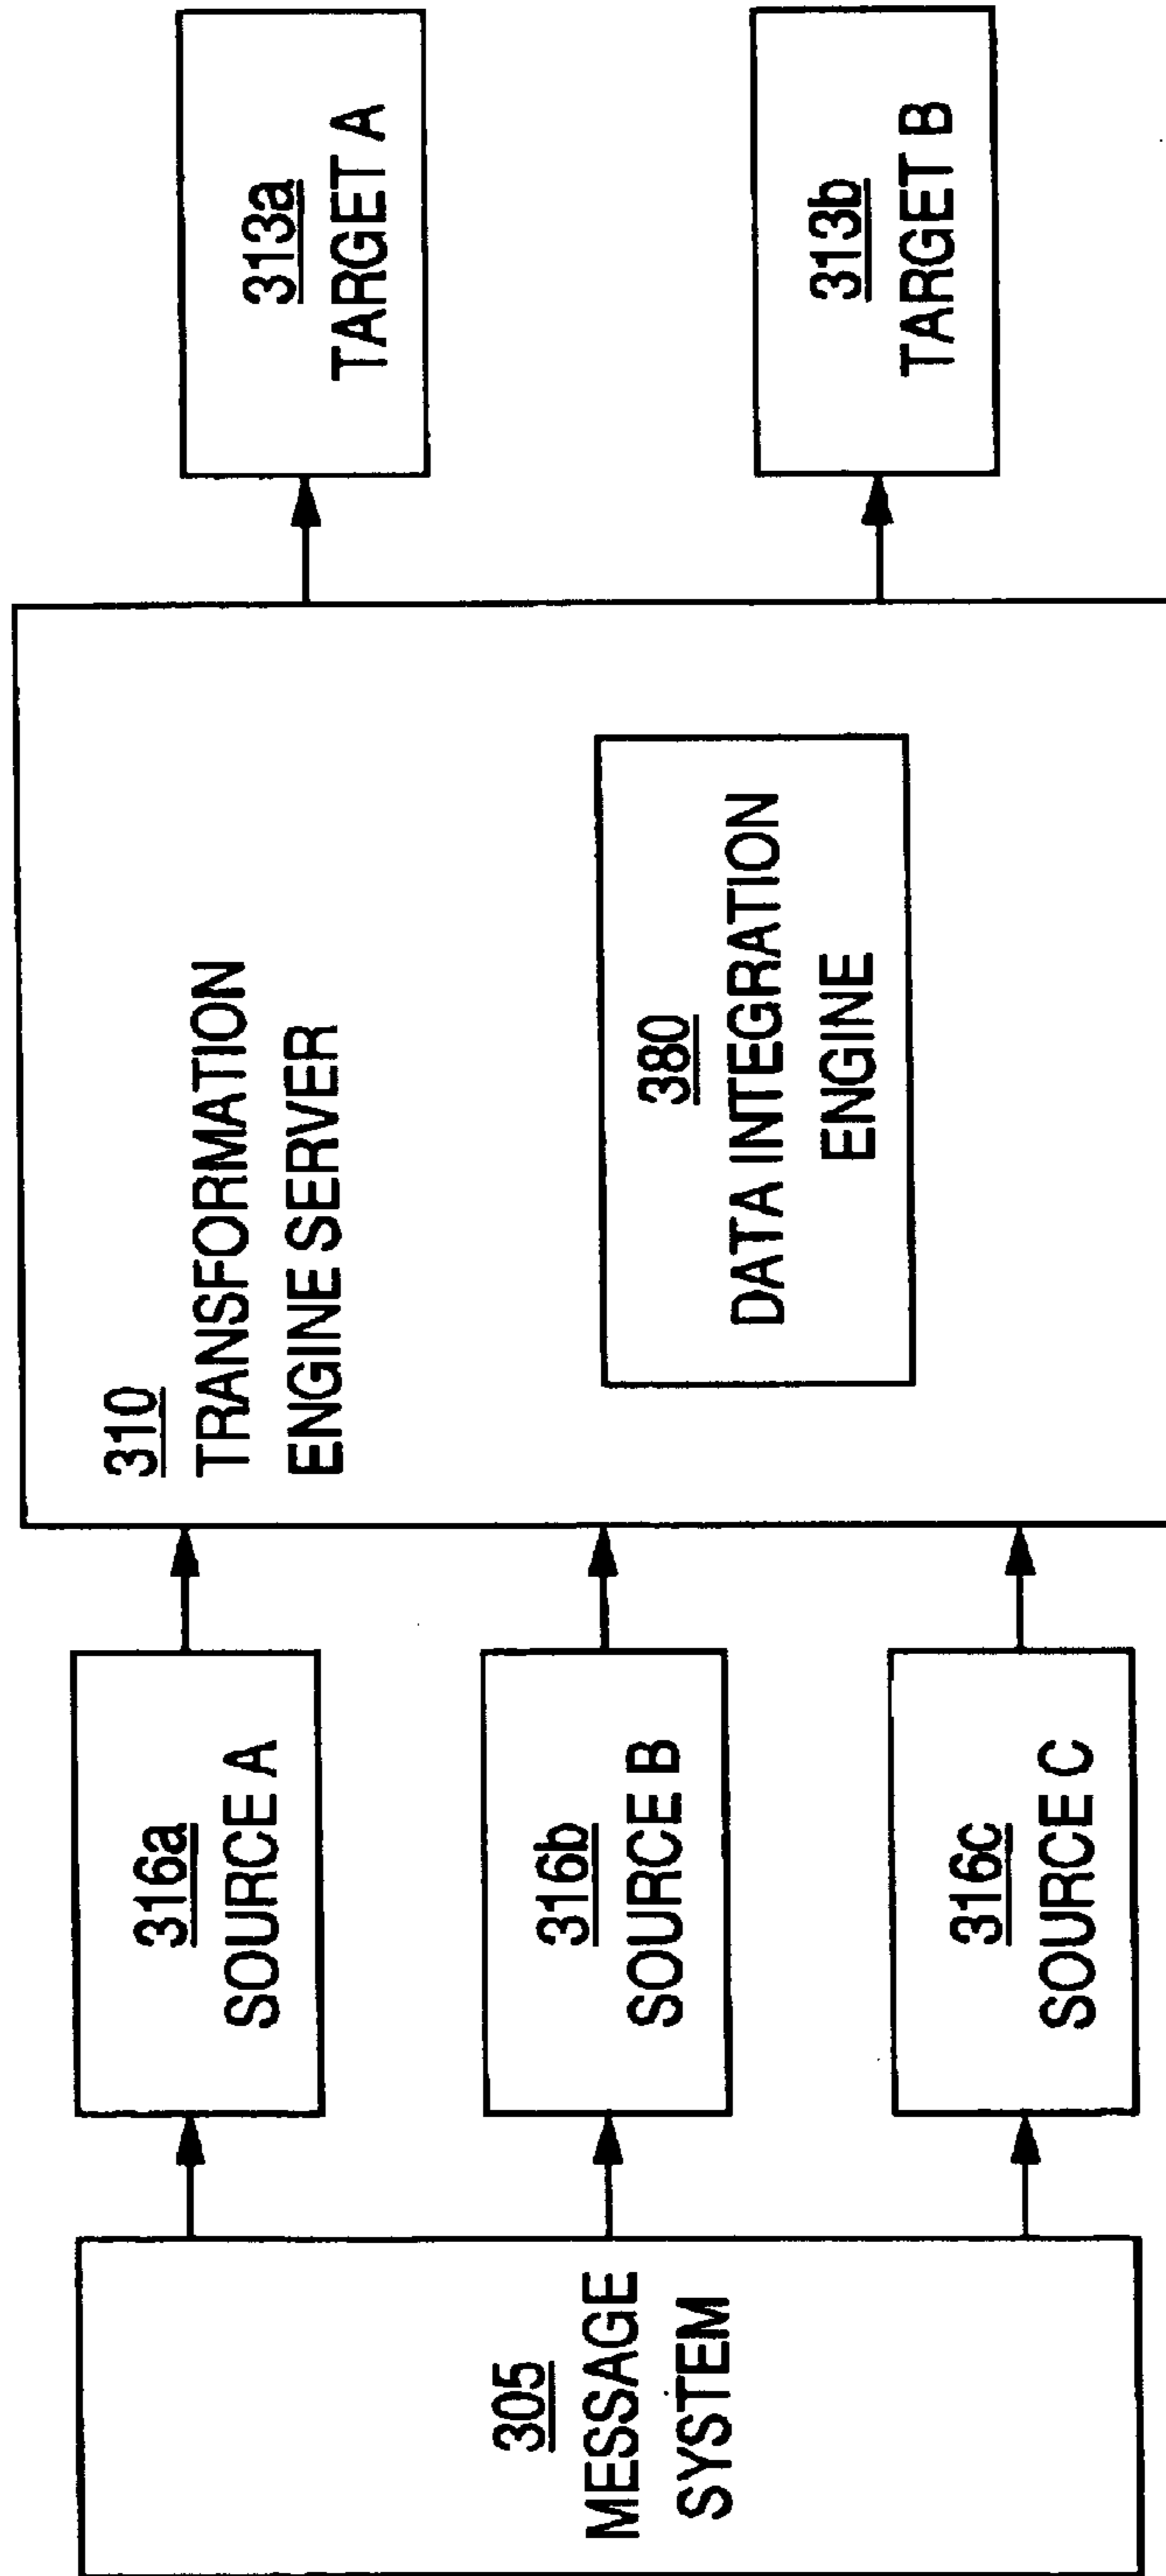 305
MESSAGE
SYSTEM
316a
SOURCE A
316b
SOURCE B
316c
SOURCE C
310
TRANSFORMATION
ENGINE SERVER
380
DATA INTEGRATION
ENGINE
313a
TARGET A
313b
TARGET B